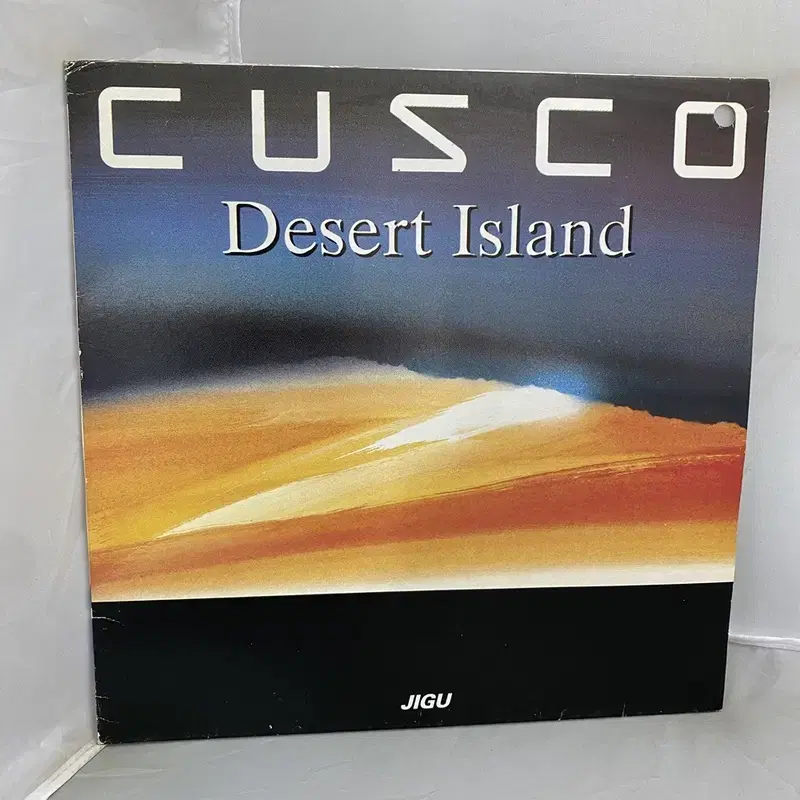 CUSCO
Desert Island
JIGU